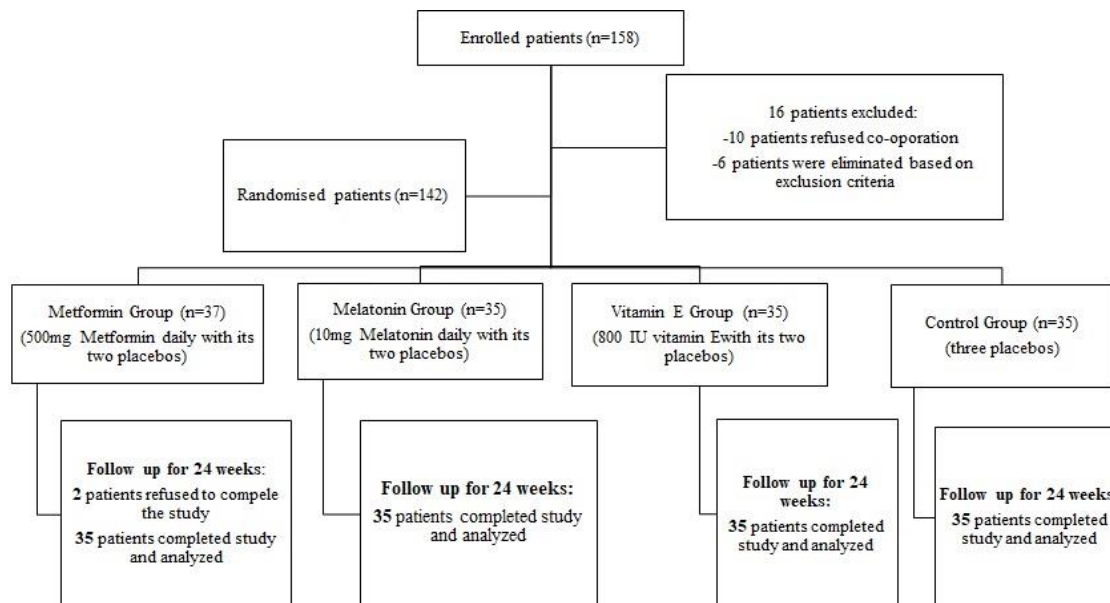 Enrolled patients (n=158)
16 patients excluded:
-10 patients refused co-oporation
-6 patients were eliminated based on
exclusion criteria
Randomised patients (n=142)
Metformin Group (n=37)
(500mg Metformin daily with its
two placebos)
Melatonin Group (n=35)
(10mg Melatonin daily with its
two placebos)
Vitamin E Group (n=35)
(800 IU vitamin Ewith its two
placebos)
Control Group (n=35)
(three placebos)
Follow up for 24 weeks:
2 patients refused to compele
the study
35 patients completed study
and analyzed
Follow up for 24 weeks:
35 patients completed study
and analyzed
Follow up for 24
weeks:
35 patients completed
study and analyzed
Follow up for 24 weeks
35 patients completed
study and analyzed